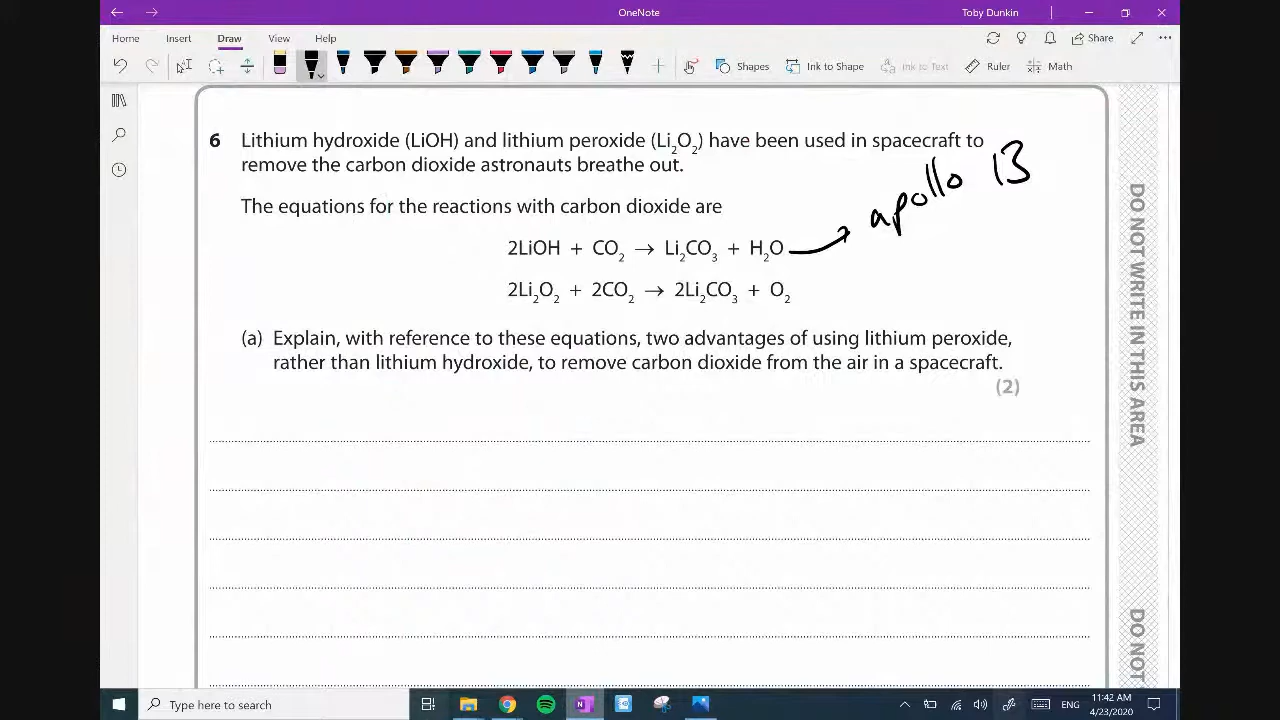 OneNote
Toby Dunkin
Home Insert Draw View Help
Share
Shapes Ink to Shape Ink to Text Ruler Math
6 Lithium hydroxide (LiOH) and lithium peroxide (Li₂O₂) have been used in spacecraft to
remove the carbon dioxide astronauts breathe out.
apollo 13
The equations for the reactions with carbon dioxide are
2LiOH + CO₂ → Li₂CO₃ + H₂O
2Li₂O₂ + 2CO₂ → 2Li₂CO₃ + O₂
(a) Explain, with reference to these equations, two advantages of using lithium peroxide,
rather than lithium hydroxide, to remove carbon dioxide from the air in a spacecraft.
(2)
DO NOT WRITE IN THIS AREA
DO NOT
Type here to search
ENG
11:42 AM
4/23/2020